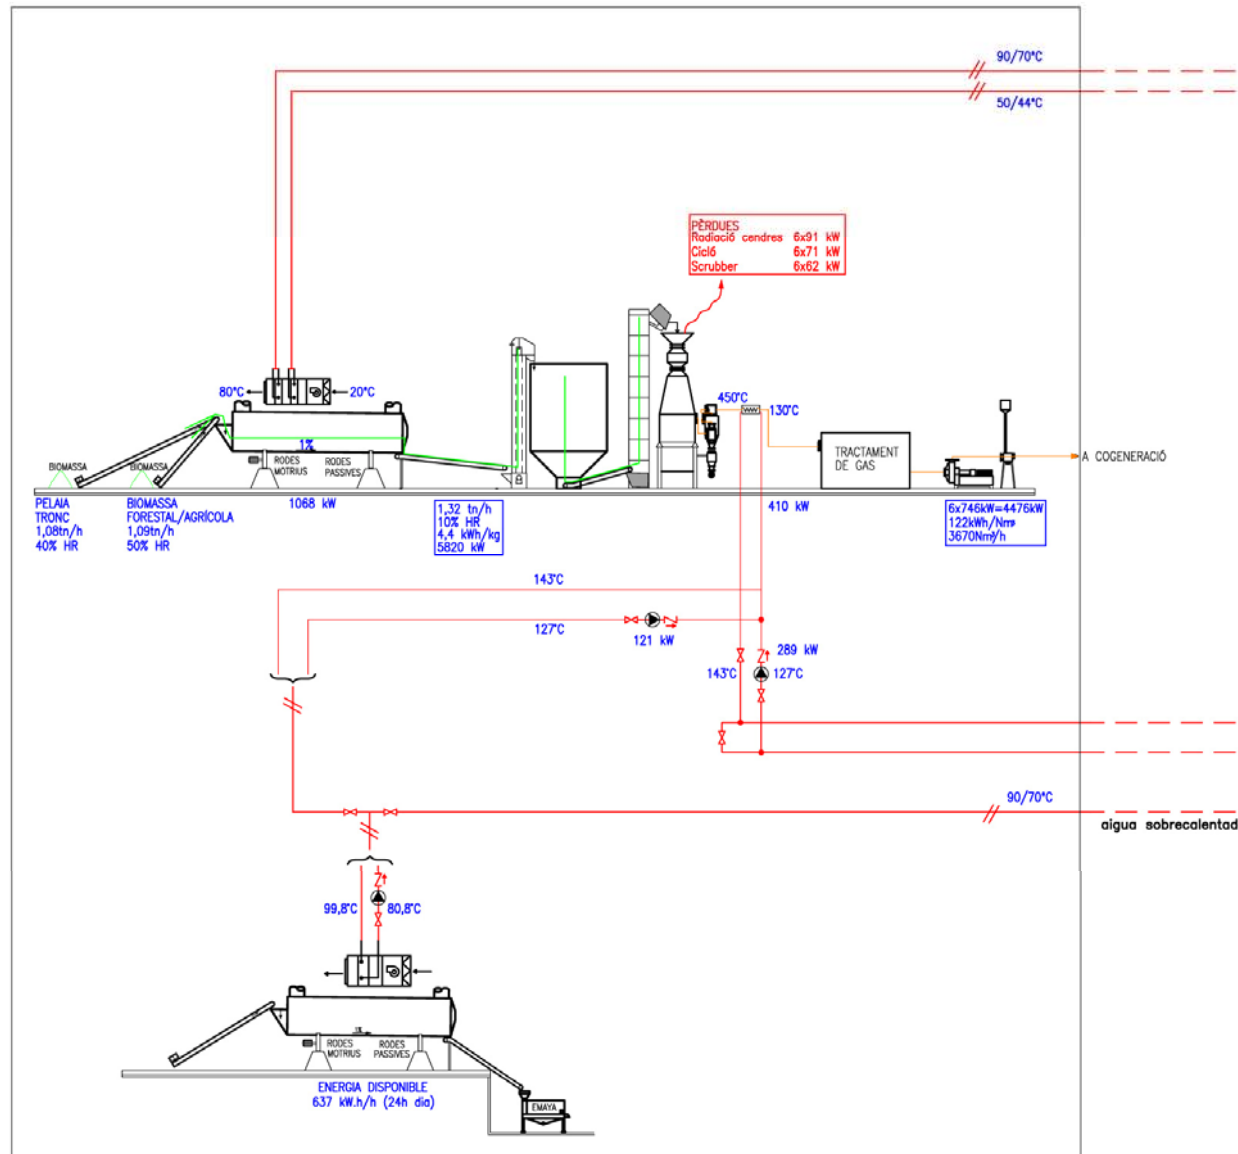 90/70°C
50/44°C
PÈRDUES
Radiació cendres 6x91 kW
Cicló 6x71 kW
Scrubber 6x62 kW
80°C
20°C
450°C
130°C
1%
BIOMASSA
BIOMASSA
RODES
MOTRIUS
RODES
PASSIVES
TRACTAMENT
DE GAS
A COGENERACIÓ
PELAIA
TRONC
1,08tn/h
40% HR
BIOMASSA
FORESTAL/AGRÍCOLA
1,09tn/h
50% HR
1068 kW
1,32 tn/h
10% HR
4,4 kWh/kg
5820 kW
410 kW
6x746kW=4476kW
122kWh/Nm³
3670Nm³/h
143°C
127°C
121 kW
289 kW
143°C
127°C
90/70°C
aigua sobrecalentad
99,8°C
80,8°C
RODES
MOTRIUS
RODES
PASSIVES
ENERGIA DISPONIBLE
637 kW.h/h (24h dia)
EMAYA